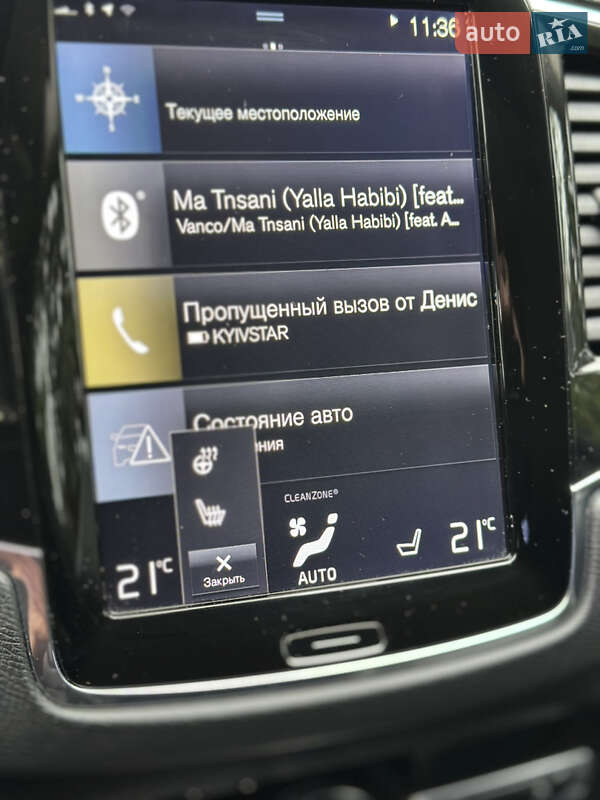 11:36
auto RIA.com
Текущее местоположение
Ma Tnsani (Yalla Habibi) [feat...
Vanco/Ma Tnsani (Yalla Habibi) [feat. A...
Пропущенный вызов от Денис
KYIVSTAR
Состояние авто
ения
CLEANZONE®
21°C
Закрыть
AUTO
21°C